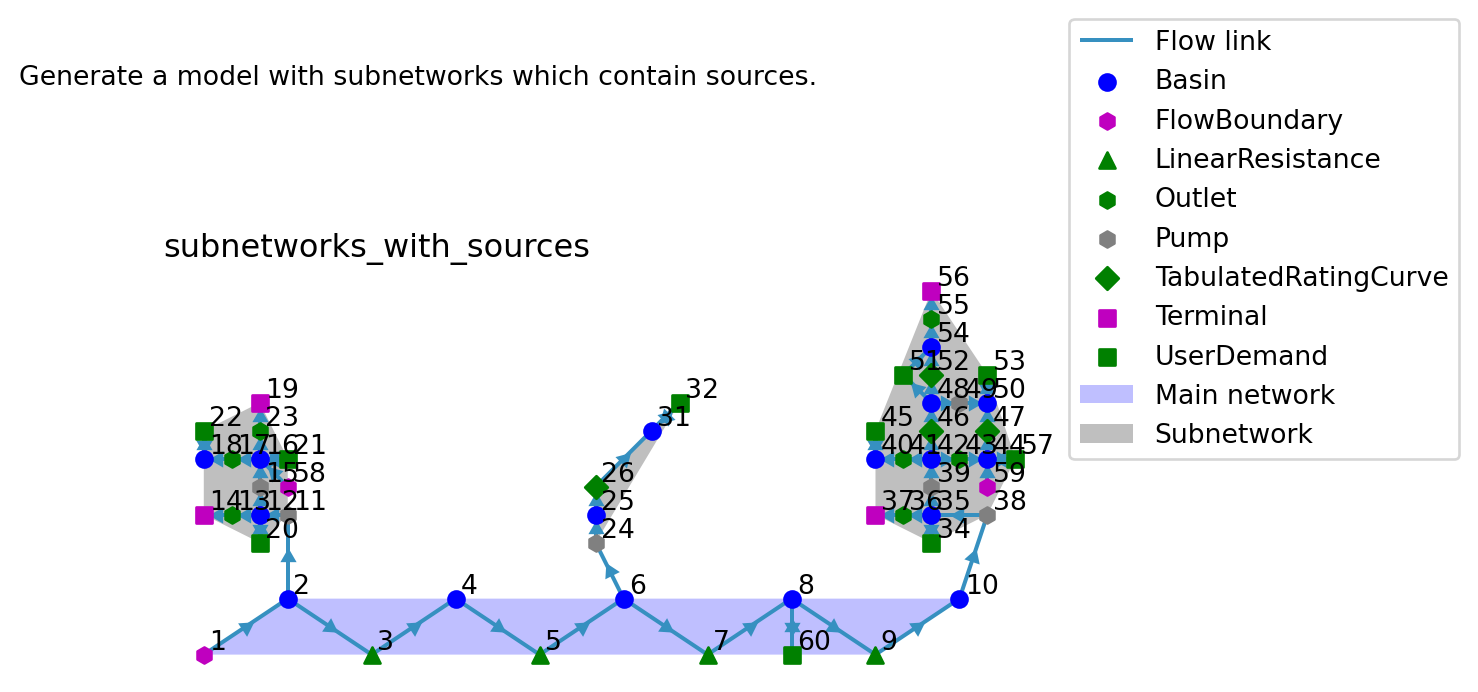 Generate a model with subnetworks which contain sources.
Flow link
Basin
FlowBoundary
LinearResistance
Outlet
Pump
TabulatedRatingCurve
Terminal
UserDemand
Main network
Subnetwork
subnetworks_with_sources
56
55
54
51 52 53
19 32 48 49 50
22 23 31 45 46 47
18 17 16 21 40 41 42 43 44 57
15 58 26 39 59
14 13 12 11 25 37 36 35 38
20 24 34
2 4 6 8 10
1 3 5 7 60 9